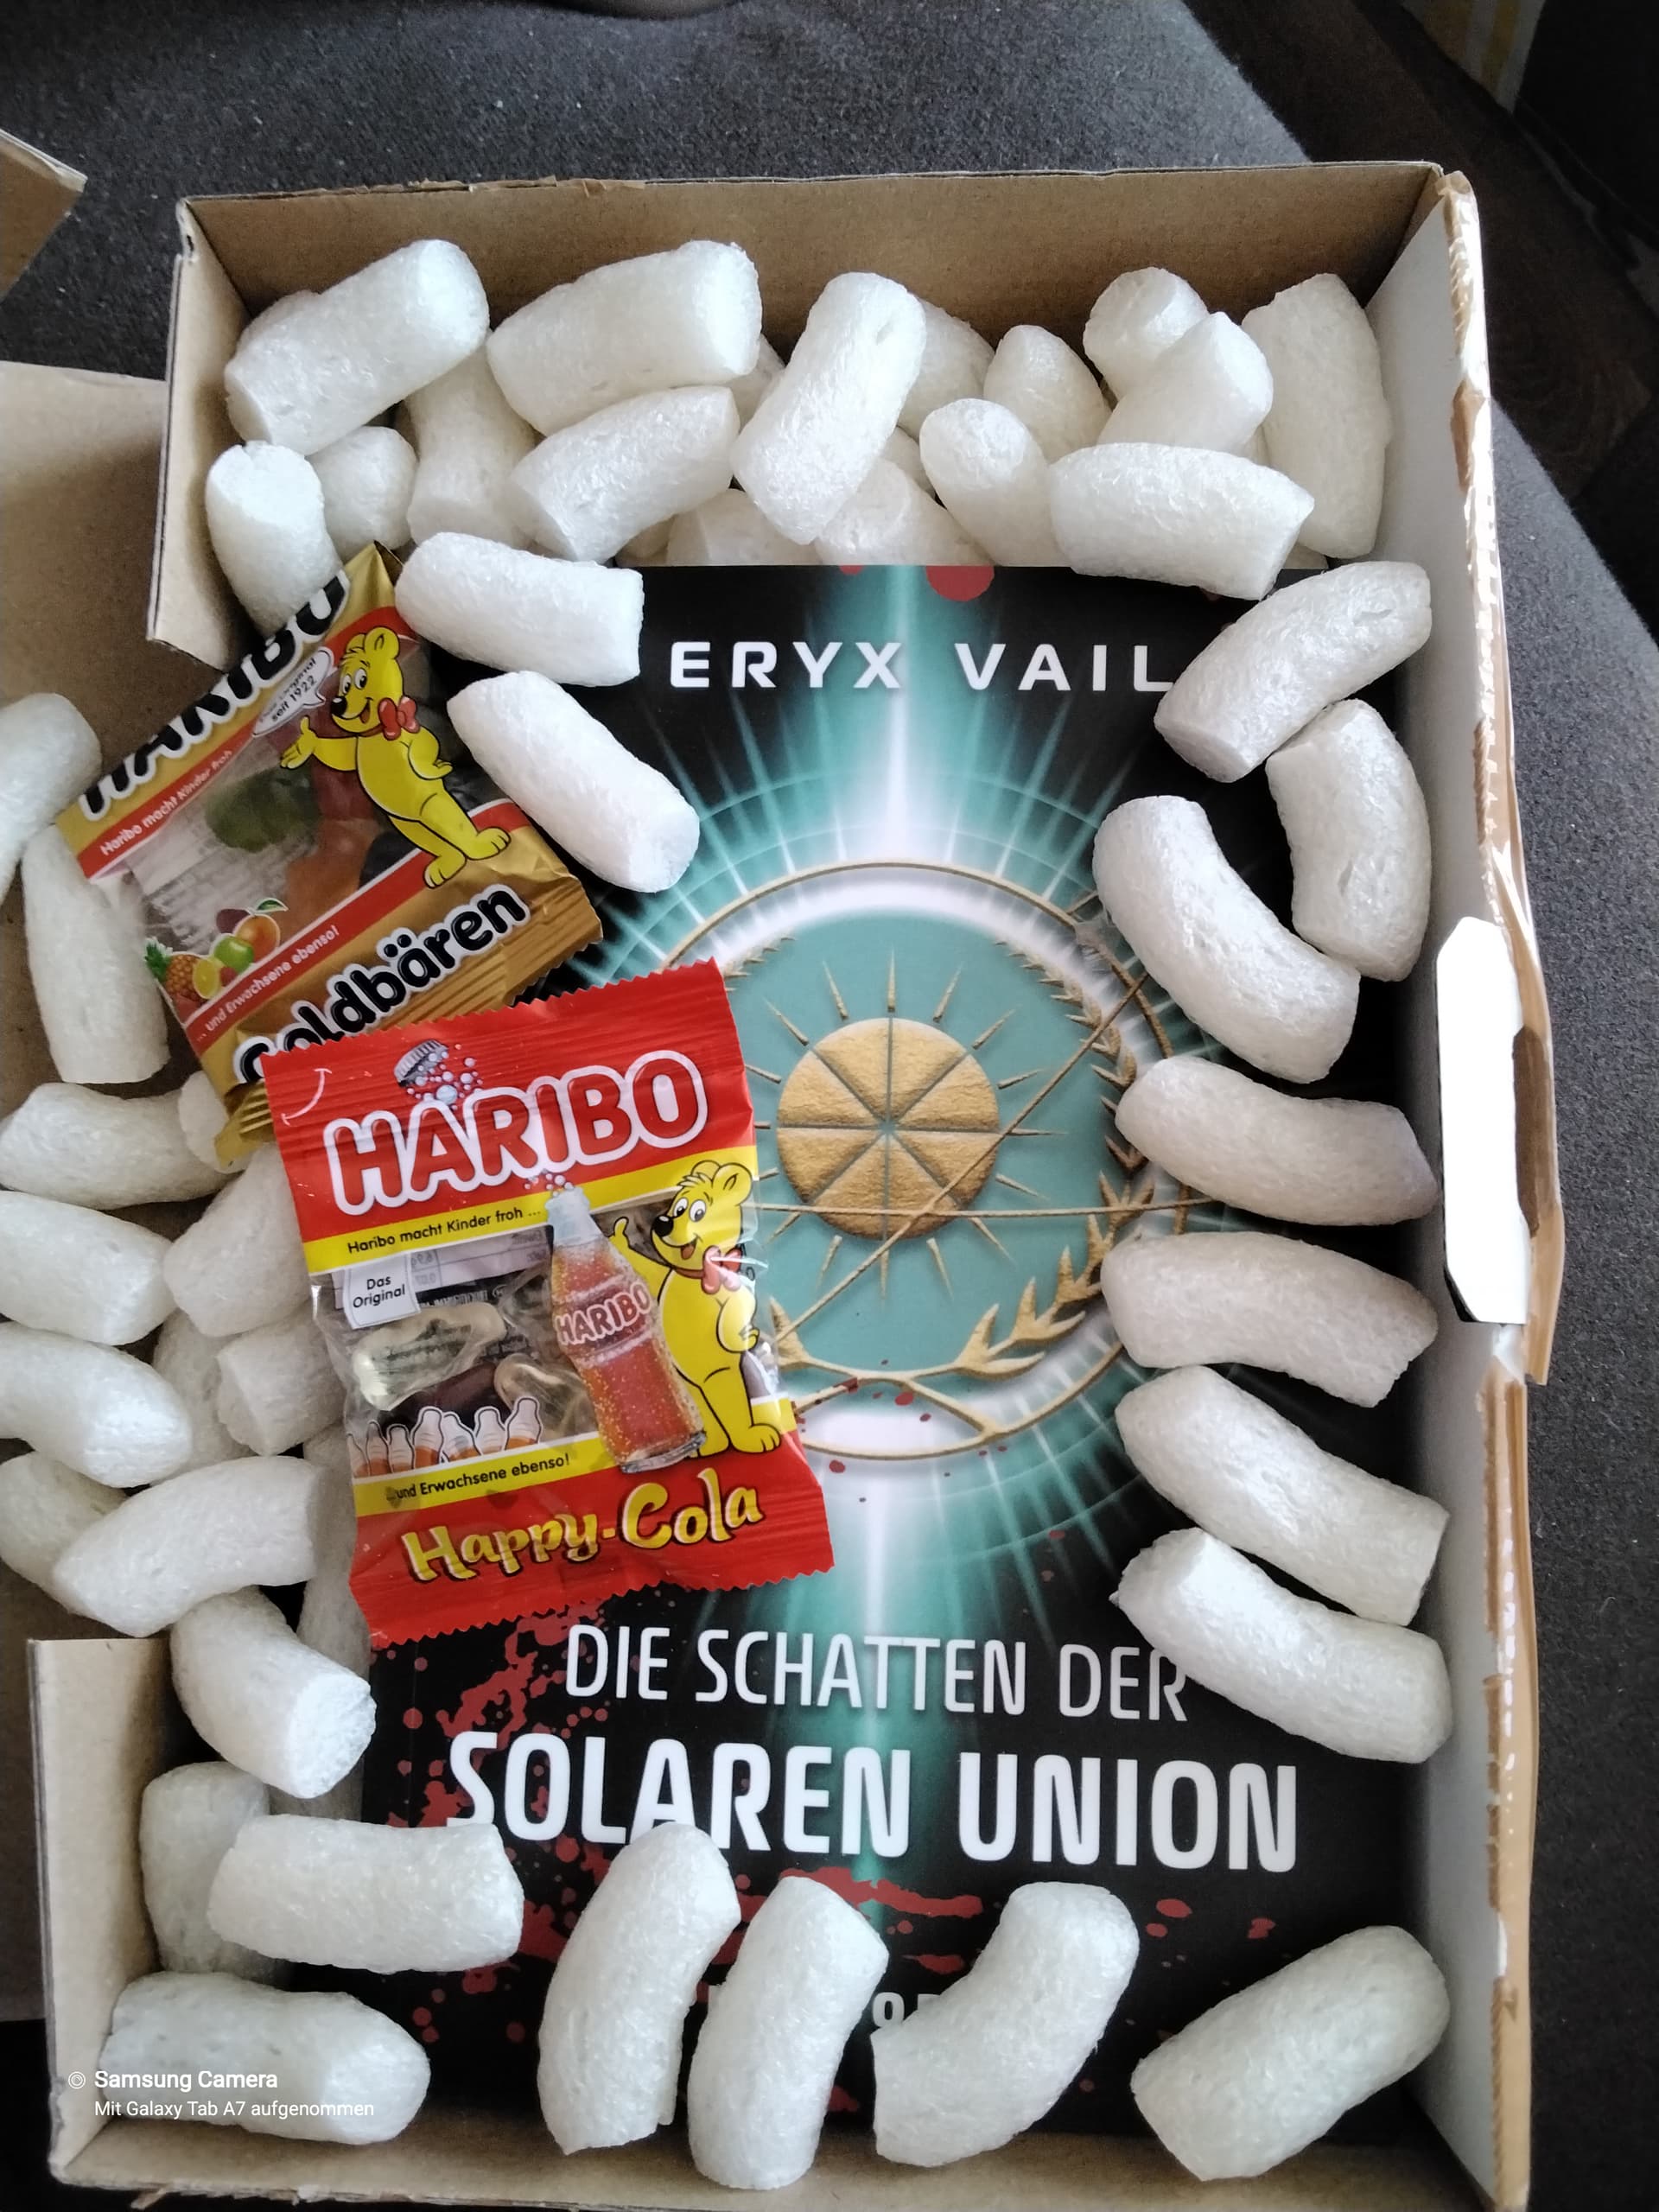 ERYX VAIL
HARIBO
seit 1922
Haribo macht Kinder froh
... und Erwachsene ebenso!
Goldbären
HARIBO
Haribo macht Kinder froh ...
Das
Original
HARIBO
...und Erwachsene ebenso!
Happy-Cola
DIE SCHATTEN DER
SOLAREN UNION
Samsung Camera
Mit Galaxy Tab A7 aufgenommen